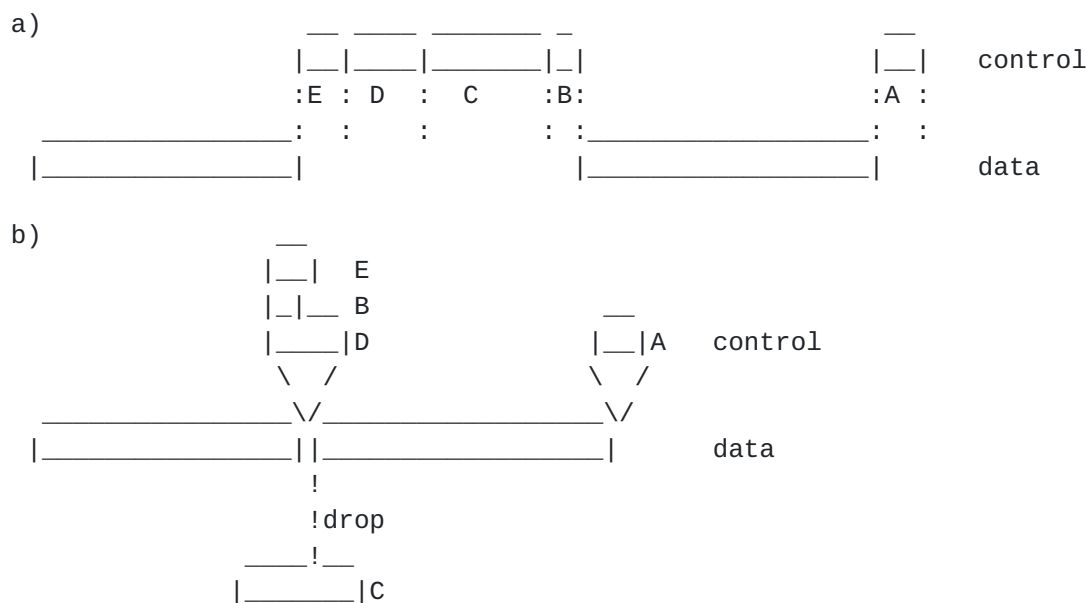 a)
control
E D C B A
data
b)
E
B
D A control
data
drop
C